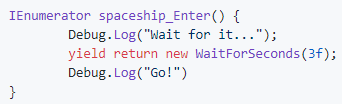 IEnumerator spaceship_Enter() {
        Debug.Log("Wait for it...");
        yield return new WaitForSeconds(3f);
        Debug.Log("Go!")
}